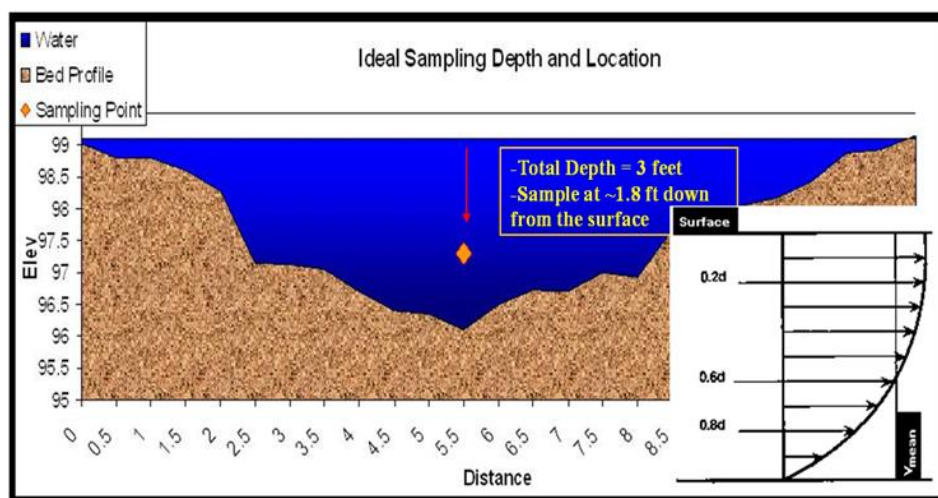 Water
Bed Profile
Sampling Point
Ideal Sampling Depth and Location
-Total Depth = 3 feet
-Sample at ~1.8 ft down
from the surface
Elev
99
98.5
98
97.5
97
96.5
96
95.5
95
0
0.5
1
1.5
2
2.5
3
3.5
4
4.5
5
5.5
6
6.5
7
7.5
8
8.5
Distance
Surface
0.2d
0.6d
0.8d
Vmean